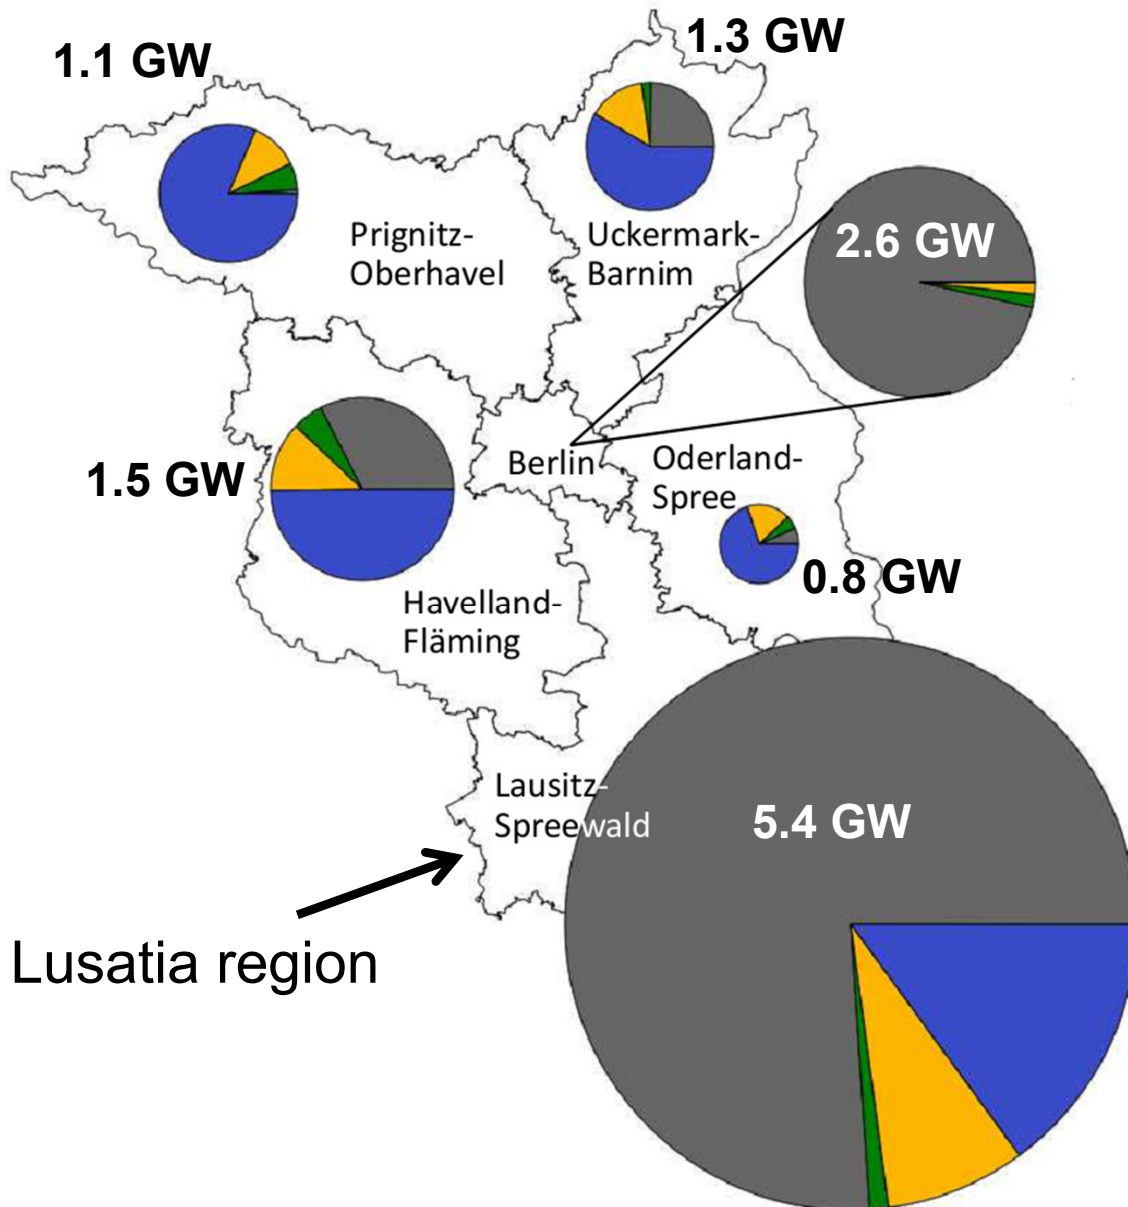 1.1 GW
1.3 GW
Prignitz-
Oberhavel
Uckermark-
Barnim
2.6 GW
1.5 GW
Berlin
Oderland-
Spree
0.8 GW
Havelland-
Fläming
Lausitz-
Spreewald
5.4 GW
Lusatia region